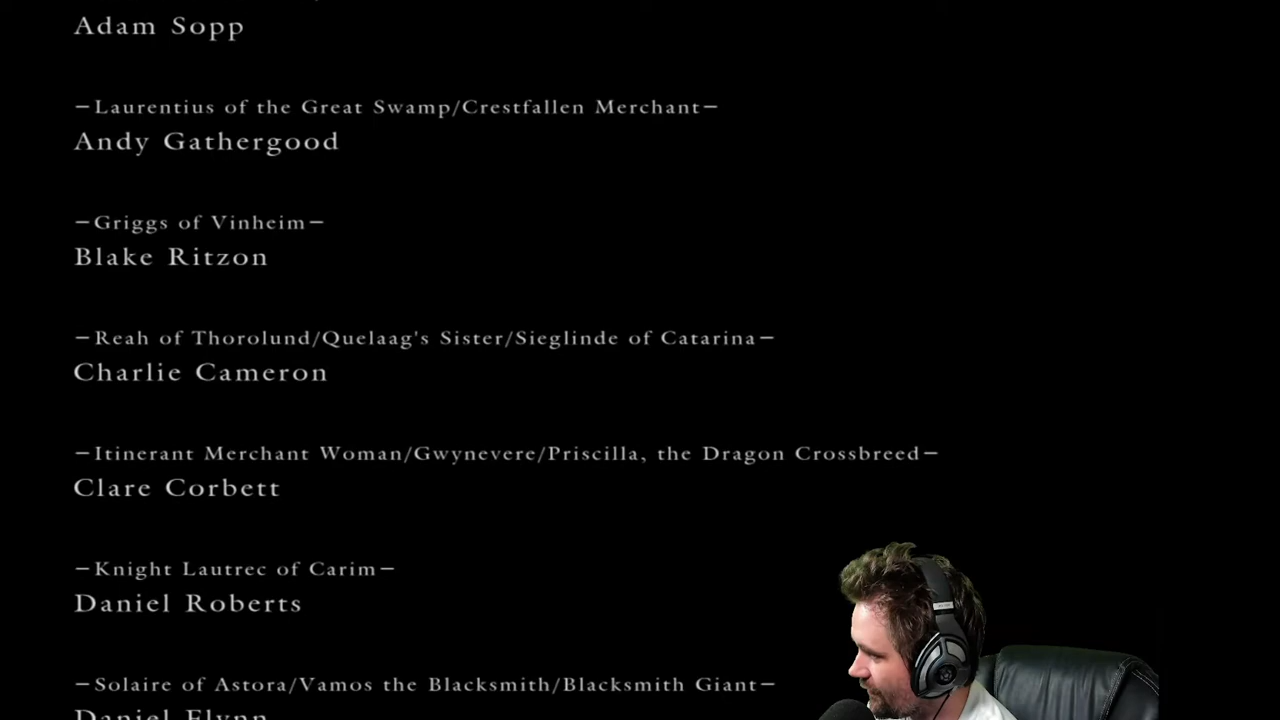 Adam Sopp
—Laurentius of the Great Swamp/Crestfallen Merchant—
Andy Gathergood
—Griggs of Vinheim—
Blake Ritzon
—Reah of Thorolund/Quelaag's Sister/Sieglinde of Catarina—
Charlie Cameron
—Itinerant Merchant Woman/Gwynevere/Priscilla, the Dragon Crossbreed—
Clare Corbett
—Knight Lautrec of Carim—
Daniel Roberts
—Solaire of Astora/Vamos the Blacksmith/Blacksmith Giant—
Daniel Flynn